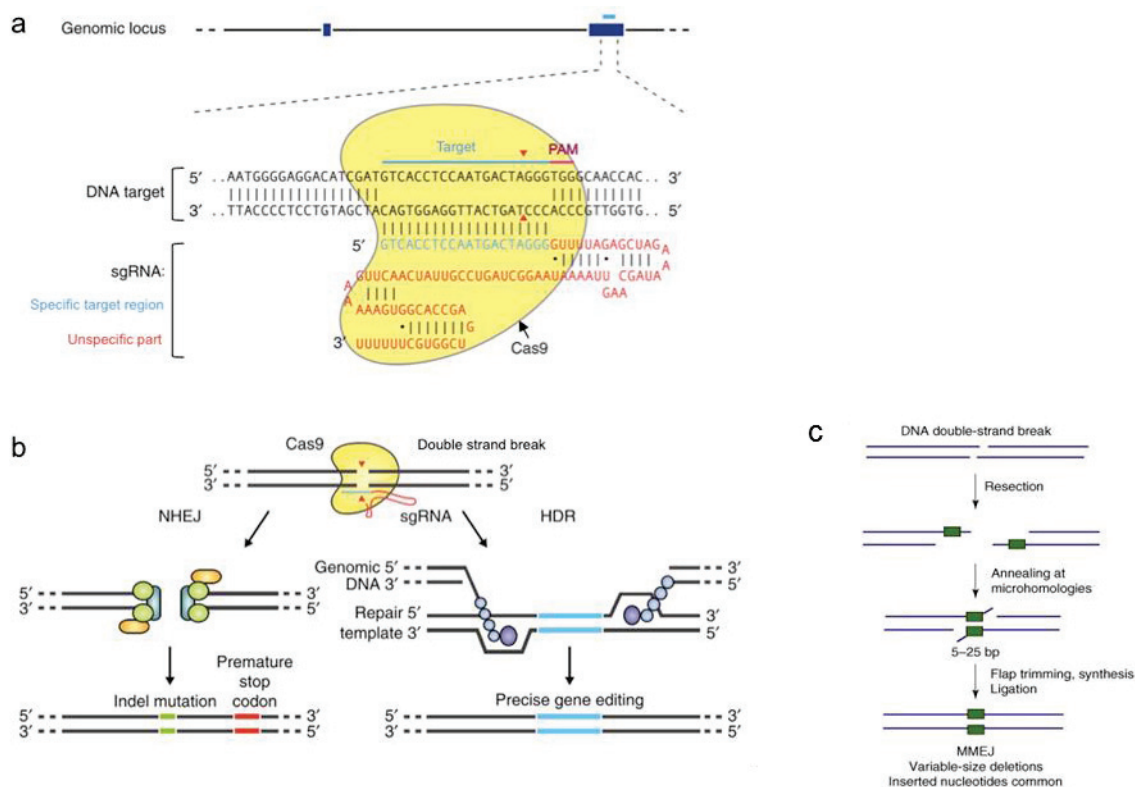 a
Genomic locus
Target PAM
5′ ..AATGGGGAGGACATCGATGTCACCTCCAATGACTAGGGTGGGCAACCAC.. 3′
DNA target
3′ ..TTACCCCTCCTGTAGCTACAGTGGAGGTTACTGATCCCACCCGTTGGTG.. 5′
5′ GTCACCTCCAATGACTAGGGGUUUUAGAGCUAG
A
A
sgRNA:
GUUCAACUAUUGCCUGAUCGGAAUAAAAUU CGAUA
A
GAA
Specific target region
A
AAAGUGGCACCGA
G
Unspecific part
3′ UUUUUUCGUGGCU
Cas9
b
Cas9 Double strand break
5′ 3′
3′ 5′
NHEJ sgRNA HDR
Genomic 5′ 3′
DNA 3′ 5′
5′ 3′
3′ 5′
Repair 5′ 3′
template 3′ 5′
Premature
stop
codon
Indel mutation
Precise gene editing
5′ 3′
3′ 5′
5′ 3′
3′ 5′
c
DNA double-strand break
Resection
Annealing at
microhomologies
5–25 bp
Flap trimming, synthesis
Ligation
MMEJ
Variable-size deletions
Inserted nucleotides common